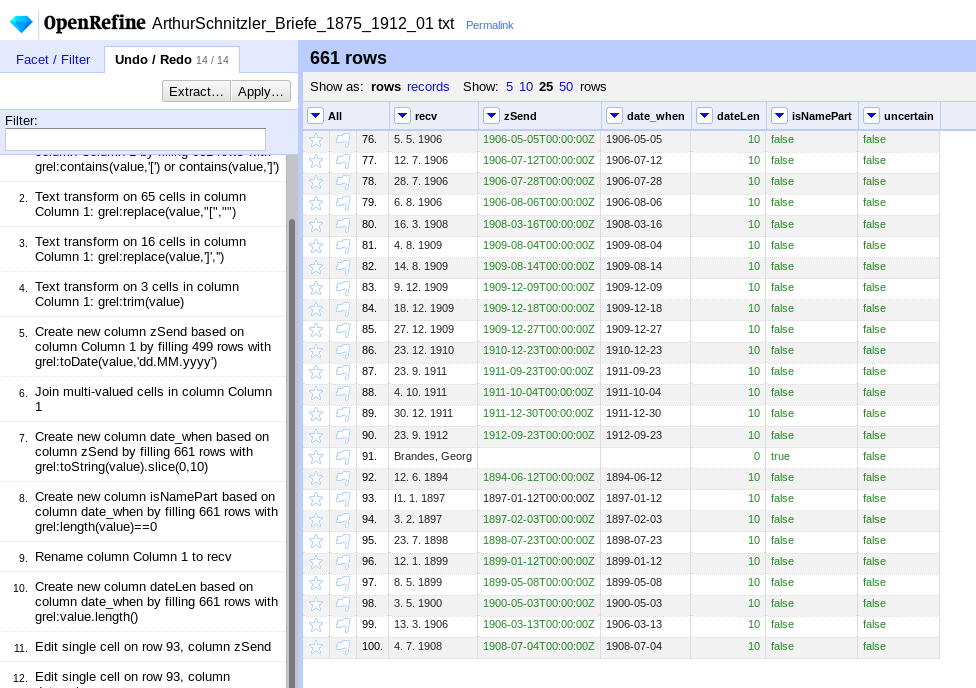 OpenRefine ArthurSchnitzler_Briefe_1875_1912_01 txt Permalink
Facet / Filter Undo / Redo 14 / 14
Extract… Apply…
Filter:
grel:contains(value,'[') or contains(value,']')
2. Text transform on 65 cells in column
Column 1: grel:replace(value,"[","")
3. Text transform on 16 cells in column
Column 1: grel:replace(value,']','')
4. Text transform on 3 cells in column
Column 1: grel:trim(value)
5. Create new column zSend based on
column Column 1 by filling 499 rows with
grel:toDate(value,'dd.MM.yyyy')
6. Join multi-valued cells in column Column
1
7. Create new column date_when based on
column zSend by filling 661 rows with
grel:toString(value).slice(0,10)
8. Create new column isNamePart based on
column date_when by filling 661 rows with
grel:length(value)==0
9. Rename column Column 1 to recv
10. Create new column dateLen based on
column date_when by filling 661 rows with
grel:value.length()
11. Edit single cell on row 93, column zSend
12. Edit single cell on row 93, column
661 rows
Show as: rows records Show: 5 10 25 50 rows
All recv zSend date_when dateLen isNamePart uncertain
76. 5. 5. 1906 1906-05-05T00:00:00Z 1906-05-05 10 false false
77. 12. 7. 1906 1906-07-12T00:00:00Z 1906-07-12 10 false false
78. 28. 7. 1906 1906-07-28T00:00:00Z 1906-07-28 10 false false
79. 6. 8. 1906 1906-08-06T00:00:00Z 1906-08-06 10 false false
80. 16. 3. 1908 1908-03-16T00:00:00Z 1908-03-16 10 false false
81. 4. 8. 1909 1909-08-04T00:00:00Z 1909-08-04 10 false false
82. 14. 8. 1909 1909-08-14T00:00:00Z 1909-08-14 10 false false
83. 9. 12. 1909 1909-12-09T00:00:00Z 1909-12-09 10 false false
84. 18. 12. 1909 1909-12-18T00:00:00Z 1909-12-18 10 false false
85. 27. 12. 1909 1909-12-27T00:00:00Z 1909-12-27 10 false false
86. 23. 12. 1910 1910-12-23T00:00:00Z 1910-12-23 10 false false
87. 23. 9. 1911 1911-09-23T00:00:00Z 1911-09-23 10 false false
88. 4. 10. 1911 1911-10-04T00:00:00Z 1911-10-04 10 false false
89. 30. 12. 1911 1911-12-30T00:00:00Z 1911-12-30 10 false false
90. 23. 9. 1912 1912-09-23T00:00:00Z 1912-09-23 10 false false
91. Brandes, Georg 0 true false
92. 12. 6. 1894 1894-06-12T00:00:00Z 1894-06-12 10 false false
93. I1. 1. 1897 1897-01-12T00:00:00Z 1897-01-12 10 false false
94. 3. 2. 1897 1897-02-03T00:00:00Z 1897-02-03 10 false false
95. 23. 7. 1898 1898-07-23T00:00:00Z 1898-07-23 10 false false
96. 12. 1. 1899 1899-01-12T00:00:00Z 1899-01-12 10 false false
97. 8. 5. 1899 1899-05-08T00:00:00Z 1899-05-08 10 false false
98. 3. 5. 1900 1900-05-03T00:00:00Z 1900-05-03 10 false false
99. 13. 3. 1906 1906-03-13T00:00:00Z 1906-03-13 10 false false
100. 4. 7. 1908 1908-07-04T00:00:00Z 1908-07-04 10 false false